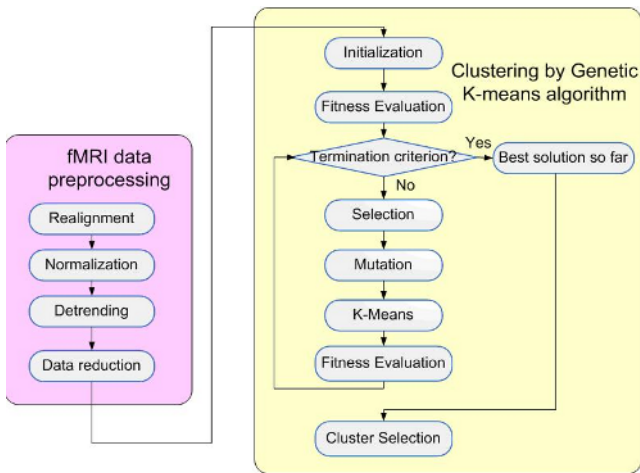 fMRI data
preprocessing
Realignment
Normalization
Detrending
Data reduction
Clustering by Genetic
K-means algorithm
Initialization
Fitness Evaluation
Termination criterion?
Yes
Best solution so far
No
Selection
Mutation
K-Means
Fitness Evaluation
Cluster Selection